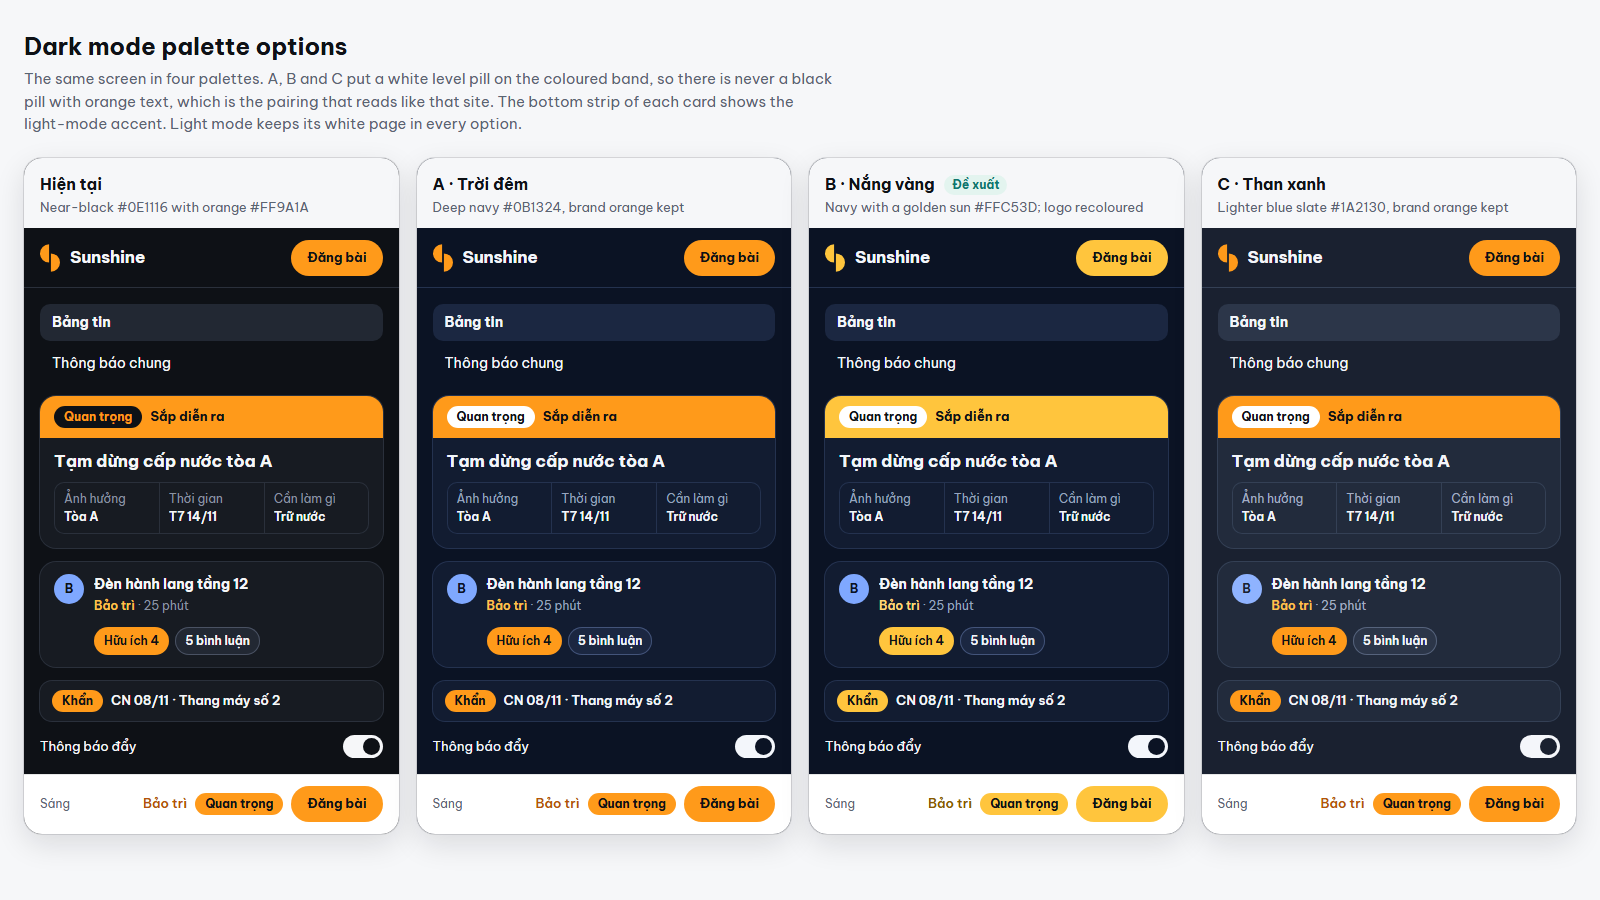 Dark mode palette options
The same screen in four palettes. A, B and C put a white level pill on the coloured band, so there is never a black
pill with orange text, which is the pairing that reads like that site. The bottom strip of each card shows the
light-mode accent. Light mode keeps its white page in every option.
Hiện tại
Near-black #0E1116 with orange #FF9A1A
Sunshine
Đăng bài
Bảng tin
Thông báo chung
Quan trọng Sắp diễn ra
Tạm dừng cấp nước tòa A
Ảnh hưởng Thời gian Cần làm gì
Tòa A T7 14/11 Trữ nước
B Đèn hành lang tầng 12
Bảo trì · 25 phút
Hữu ích 4 5 bình luận
Khẩn CN 08/11 · Thang máy số 2
Thông báo đẩy
Sáng Bảo trì Quan trọng Đăng bài
A · Trời đêm
Deep navy #0B1324, brand orange kept
Sunshine
Đăng bài
Bảng tin
Thông báo chung
Quan trọng Sắp diễn ra
Tạm dừng cấp nước tòa A
Ảnh hưởng Thời gian Cần làm gì
Tòa A T7 14/11 Trữ nước
B Đèn hành lang tầng 12
Bảo trì · 25 phút
Hữu ích 4 5 bình luận
Khẩn CN 08/11 · Thang máy số 2
Thông báo đẩy
Sáng Bảo trì Quan trọng Đăng bài
B · Nắng vàng Đề xuất
Navy with a golden sun #FFC53D; logo recoloured
Sunshine
Đăng bài
Bảng tin
Thông báo chung
Quan trọng Sắp diễn ra
Tạm dừng cấp nước tòa A
Ảnh hưởng Thời gian Cần làm gì
Tòa A T7 14/11 Trữ nước
B Đèn hành lang tầng 12
Bảo trì · 25 phút
Hữu ích 4 5 bình luận
Khẩn CN 08/11 · Thang máy số 2
Thông báo đẩy
Sáng Bảo trì Quan trọng Đăng bài
C · Than xanh
Lighter blue slate #1A2130, brand orange kept
Sunshine
Đăng bài
Bảng tin
Thông báo chung
Quan trọng Sắp diễn ra
Tạm dừng cấp nước tòa A
Ảnh hưởng Thời gian Cần làm gì
Tòa A T7 14/11 Trữ nước
B Đèn hành lang tầng 12
Bảo trì · 25 phút
Hữu ích 4 5 bình luận
Khẩn CN 08/11 · Thang máy số 2
Thông báo đẩy
Sáng Bảo trì Quan trọng Đăng bài